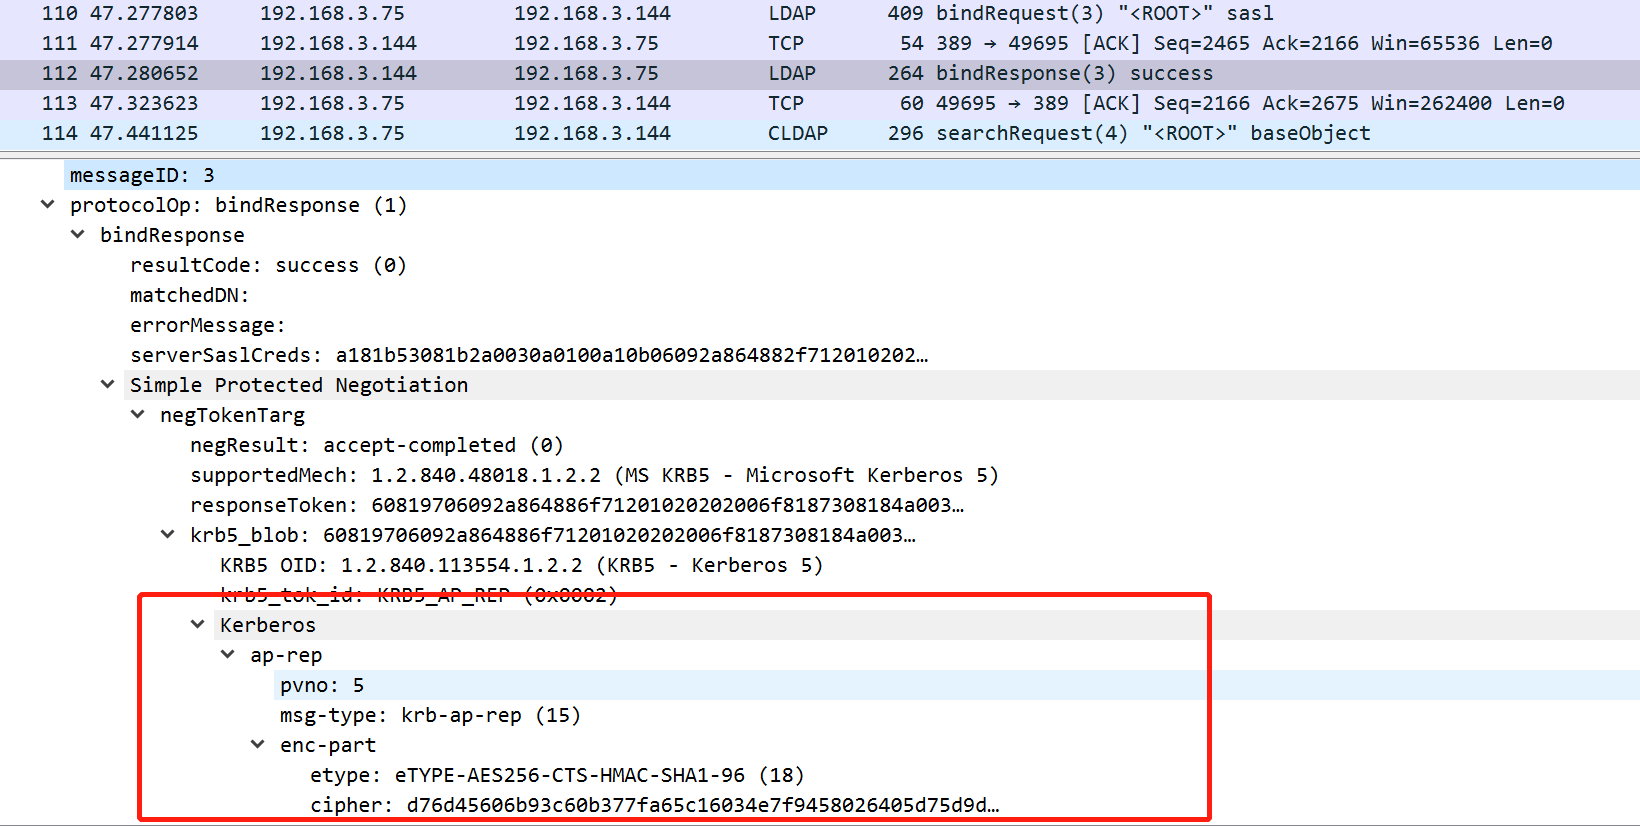 110 47.277803 192.168.3.75 192.168.3.144 LDAP 409 bindRequest(3) "<ROOT>" sasl
111 47.277914 192.168.3.144 192.168.3.75 TCP 54 389 → 49695 [ACK] Seq=2465 Ack=2166 Win=65536 Len=0
112 47.280652 192.168.3.144 192.168.3.75 LDAP 264 bindResponse(3) success
113 47.323623 192.168.3.75 192.168.3.144 TCP 60 49695 → 389 [ACK] Seq=2166 Ack=2675 Win=262400 Len=0
114 47.441125 192.168.3.75 192.168.3.144 CLDAP 296 searchRequest(4) "<ROOT>" baseObject
messageID: 3
protocolOp: bindResponse (1)
bindResponse
resultCode: success (0)
matchedDN:
errorMessage:
serverSaslCreds: a181b53081b2a0030a0100a10b06092a864882f712010202…
Simple Protected Negotiation
negTokenTarg
negResult: accept-completed (0)
supportedMech: 1.2.840.48018.1.2.2 (MS KRB5 - Microsoft Kerberos 5)
responseToken: 60819706092a864886f71201020202006f8187308184a003…
krb5_blob: 60819706092a864886f71201020202006f8187308184a003…
KRB5 OID: 1.2.840.113554.1.2.2 (KRB5 - Kerberos 5)
krb5_tok_id: KRB5_AP_REP (0x0002)
Kerberos
ap-rep
pvno: 5
msg-type: krb-ap-rep (15)
enc-part
etype: eTYPE-AES256-CTS-HMAC-SHA1-96 (18)
cipher: d76d45606b93c60b377fa65c16034e7f9458026405d75d9d…